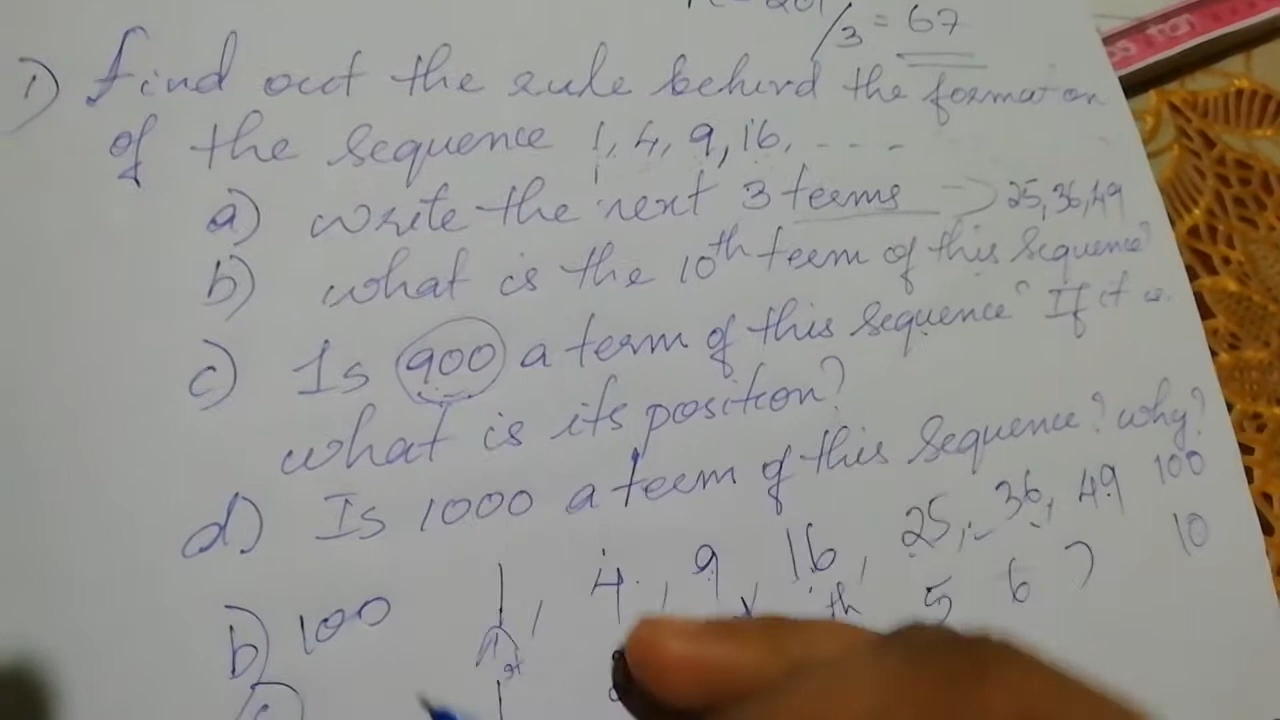 /3 = 67
1) Find out the rule behind the formation
of the sequence 1, 4, 9, 16, - - - -
a) write the next 3 terms -> 25, 36, 49
b) what is the 10th term of this sequence?
c) Is 900 a term of this sequence? If it is
what is its position?
d) Is 1000 a term of this sequence? why?
b) 100 1, 4, 9, 16, 25, 36, 49 100
1st th 5 6 7 10
c)